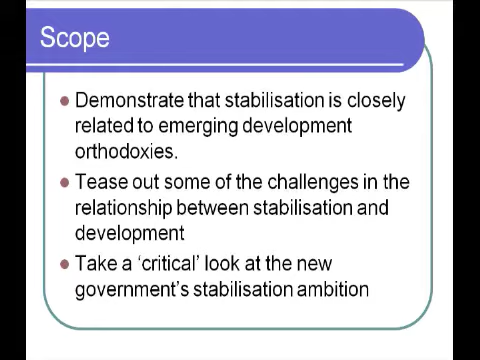 Scope
Demonstrate that stabilisation is closely
related to emerging development
orthodoxies.
Tease out some of the challenges in the
relationship between stabilisation and
development
Take a ‘critical’ look at the new
government’s stabilisation ambition